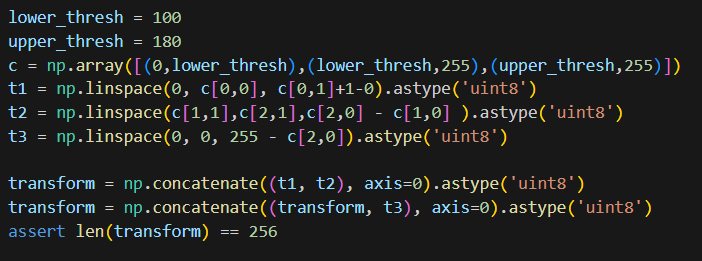 lower_thresh = 100
upper_thresh = 180
c = np.array([(0,lower_thresh),(lower_thresh,255),(upper_thresh,255)])
t1 = np.linspace(0, c[0,0], c[0,1]+1-0).astype('uint8')
t2 = np.linspace(c[1,1],c[2,1],c[2,0] - c[1,0] ).astype('uint8')
t3 = np.linspace(0, 0, 255 - c[2,0]).astype('uint8')
transform = np.concatenate((t1, t2), axis=0).astype('uint8')
transform = np.concatenate((transform, t3), axis=0).astype('uint8')
assert len(transform) == 256